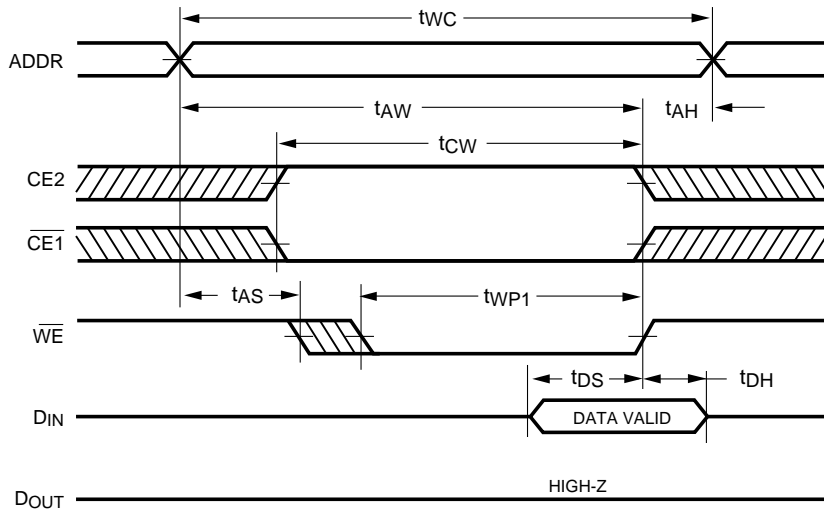 tWC
ADDR
tAW
tAH
tCW
CE2
CE1
tAS
tWP1
WE
tDS
tDH
DIN
DATA VALID
HIGH-Z
DOUT